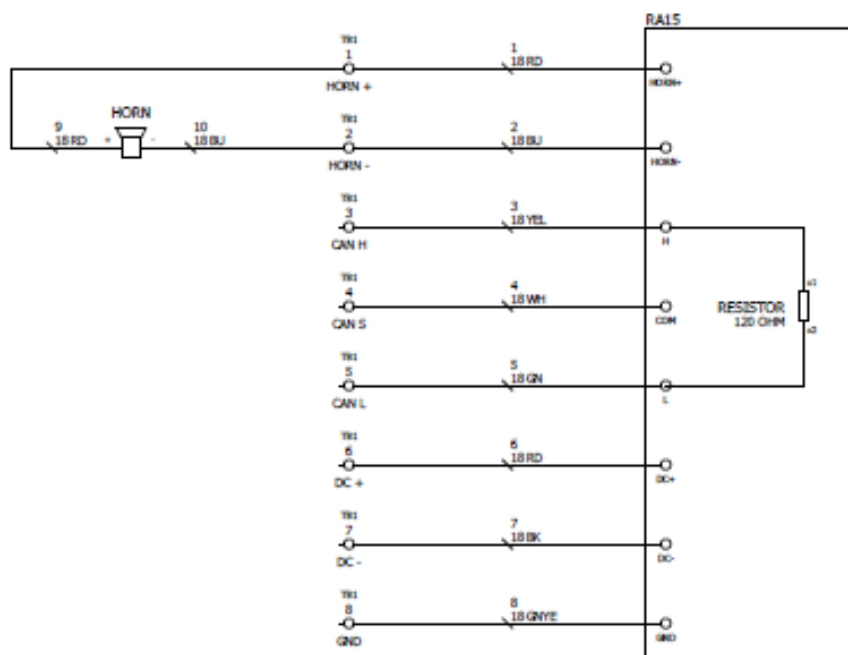 RA15
TB1
1
HORN +
1
18 RD
HORN+
HORN
9
18 RD
+
-
10
18 BU
TB1
2
HORN -
2
18 BU
HORN-
TB1
3
CAN H
3
18 YEL
H
TB1
4
CAN S
4
18 WH
COM
RESISTOR
120 OHM
x1
x2
TB1
5
CAN L
5
18 GN
L
TB1
6
DC +
6
18 RD
DC+
TB1
7
DC -
7
18 BK
DC-
TB1
8
GND
8
18 GNYE
GND